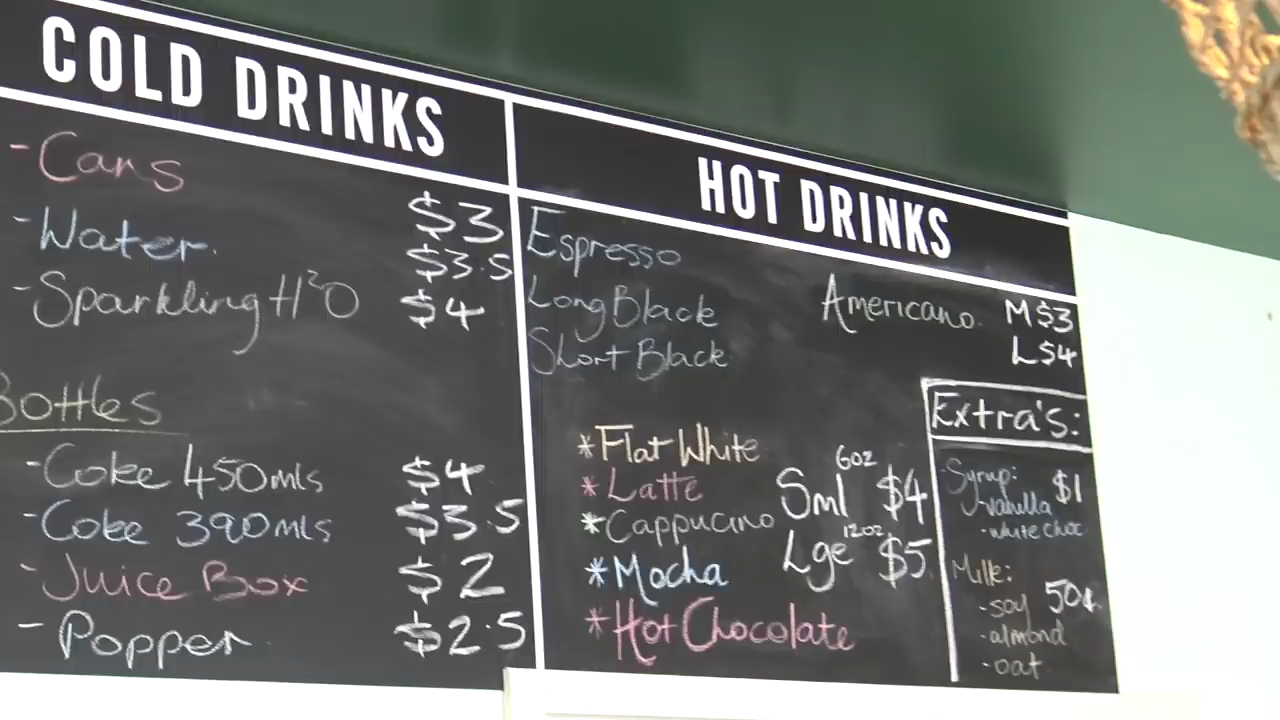 COLD DRINKS
-Cans $3
-Water $3.5
-Sparkling H²O $4
Bottles
-Coke 450mls $4
-Coke 390mls $3.5
-Juice Box $2
-Popper $2.5
HOT DRINKS
Espresso
Long Black
Short Black
Americano M$3
L$4
*Flat White
*Latte
*Cappucino
*Mocha
*Hot Chocolate
6oz
Sml $4
12oz
Lge $5
Extra's:
Syrup: $1
-vanilla
-white choc
Milk:
-soy 50¢
-almond
-oat